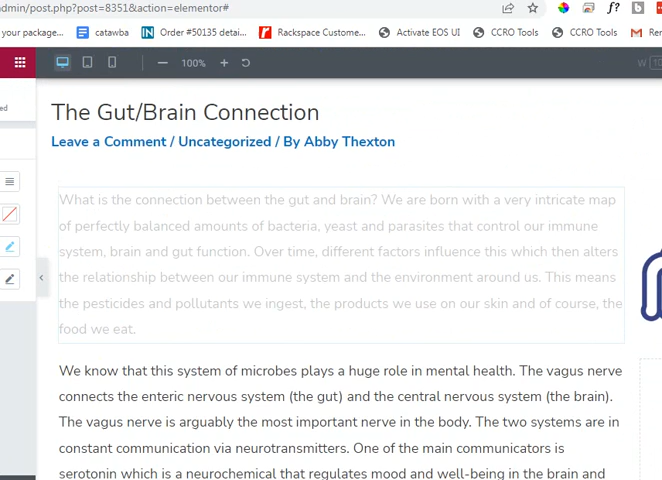 admin/post.php?post=8351&action=elementor#
your package...
catawba
Order #50135 detai...
Rackspace Custome...
Activate EOS UI
CCRO Tools
CCRO Tools
Ren
100%
W
The Gut/Brain Connection
Leave a Comment / Uncategorized / By Abby Thexton
What is the connection between the gut and brain? We are born with a very intricate map
of perfectly balanced amounts of bacteria, yeast and parasites that control our immune
system, brain and gut function. Over time, different factors influence this which then alters
the relationship between our immune system and the environment around us. This means
the pesticides and pollutants we ingest, the products we use on our skin and of course, the
food we eat.
We know that this system of microbes plays a huge role in mental health. The vagus nerve
connects the enteric nervous system (the gut) and the central nervous system (the brain).
The vagus nerve is arguably the most important nerve in the body. The two systems are in
constant communication via neurotransmitters. One of the main communicators is
serotonin which is a neurochemical that regulates mood and well-being in the brain and